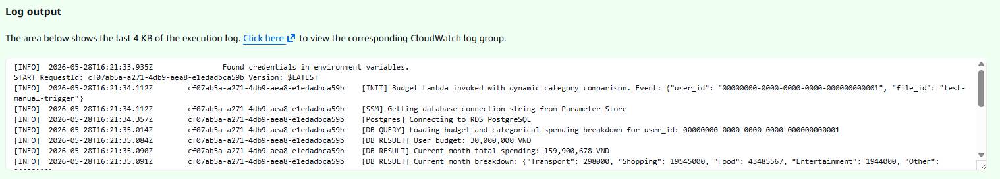 Log output
The area below shows the last 4 KB of the execution log. Click here to view the corresponding CloudWatch log group.
[INFO] 2026-05-28T16:21:33.935Z Found credentials in environment variables.
START RequestId: cf07ab5a-a271-4db9-aea8-e1edadbca59b Version: $LATEST
[INFO] 2026-05-28T16:21:34.112Z cf07ab5a-a271-4db9-aea8-e1edadbca59b [INIT] Budget Lambda invoked with dynamic category comparison. Event: {"user_id": "00000000-0000-0000-0000-000000000001", "file_id": "test-
manual-trigger"}
[INFO] 2026-05-28T16:21:34.112Z cf07ab5a-a271-4db9-aea8-e1edadbca59b [SSM] Getting database connection string from Parameter Store
[INFO] 2026-05-28T16:21:34.357Z cf07ab5a-a271-4db9-aea8-e1edadbca59b [Postgres] Connecting to RDS PostgreSQL
[INFO] 2026-05-28T16:21:35.014Z cf07ab5a-a271-4db9-aea8-e1edadbca59b [DB QUERY] Loading budget and categorical spending breakdown for user_id: 00000000-0000-0000-0000-000000000001
[INFO] 2026-05-28T16:21:35.084Z cf07ab5a-a271-4db9-aea8-e1edadbca59b [DB RESULT] User budget: 30,000,000 VND
[INFO] 2026-05-28T16:21:35.090Z cf07ab5a-a271-4db9-aea8-e1edadbca59b [DB RESULT] Current month total spending: 159,900,678 VND
[INFO] 2026-05-28T16:21:35.091Z cf07ab5a-a271-4db9-aea8-e1edadbca59b [DB RESULT] Current month breakdown: {"Transport": 298000, "Shopping": 19545000, "Food": 43485567, "Entertainment": 1944000, "Other":